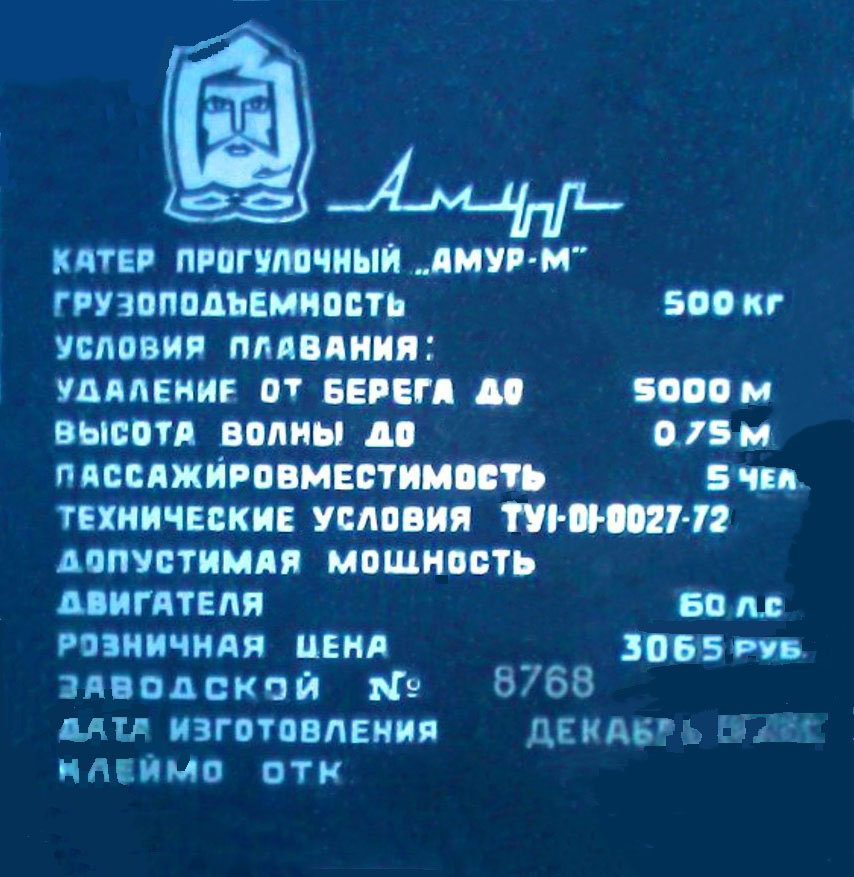 Амур
КАТЕР ПРОГУЛОЧНЫЙ „АМУР-М"
ГРУЗОПОДЪЕМНОСТЬ 500 КГ
УСЛОВИЯ ПЛАВАНИЯ:
УДАЛЕНИЕ ОТ БЕРЕГА ДО 5000 М
ВЫСОТА ВОЛНЫ ДО 0.75 М
ПАССАЖИРОВМЕСТИМОСТЬ 5 ЧЕЛ.
ТЕХНИЧЕСКИЕ УСЛОВИЯ ТУ1-01-0027-72
ДОПУСТИМАЯ МОЩНОСТЬ
ДВИГАТЕЛЯ 60 Л.С
РОЗНИЧНАЯ ЦЕНА 3065 РУБ.
ЗАВОДСКОЙ № 8768
ДАТА ИЗГОТОВЛЕНИЯ ДЕКАБРЬ
КЛЕЙМО ОТК